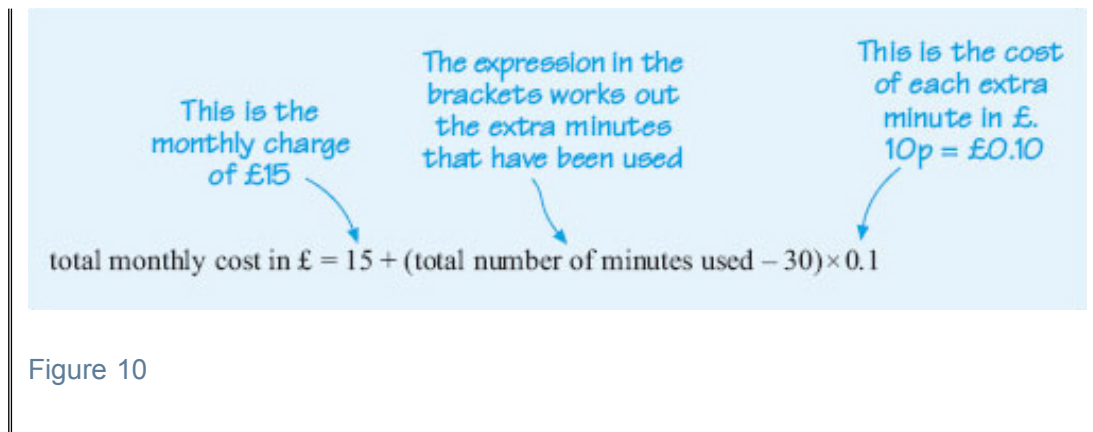 This is the
monthly charge
of £15
The expression in the
brackets works out
the extra minutes
that have been used
This is the cost
of each extra
minute in £.
10p = £0.10
total monthly cost in £ = 15 + (total number of minutes used – 30) × 0.1
Figure 10